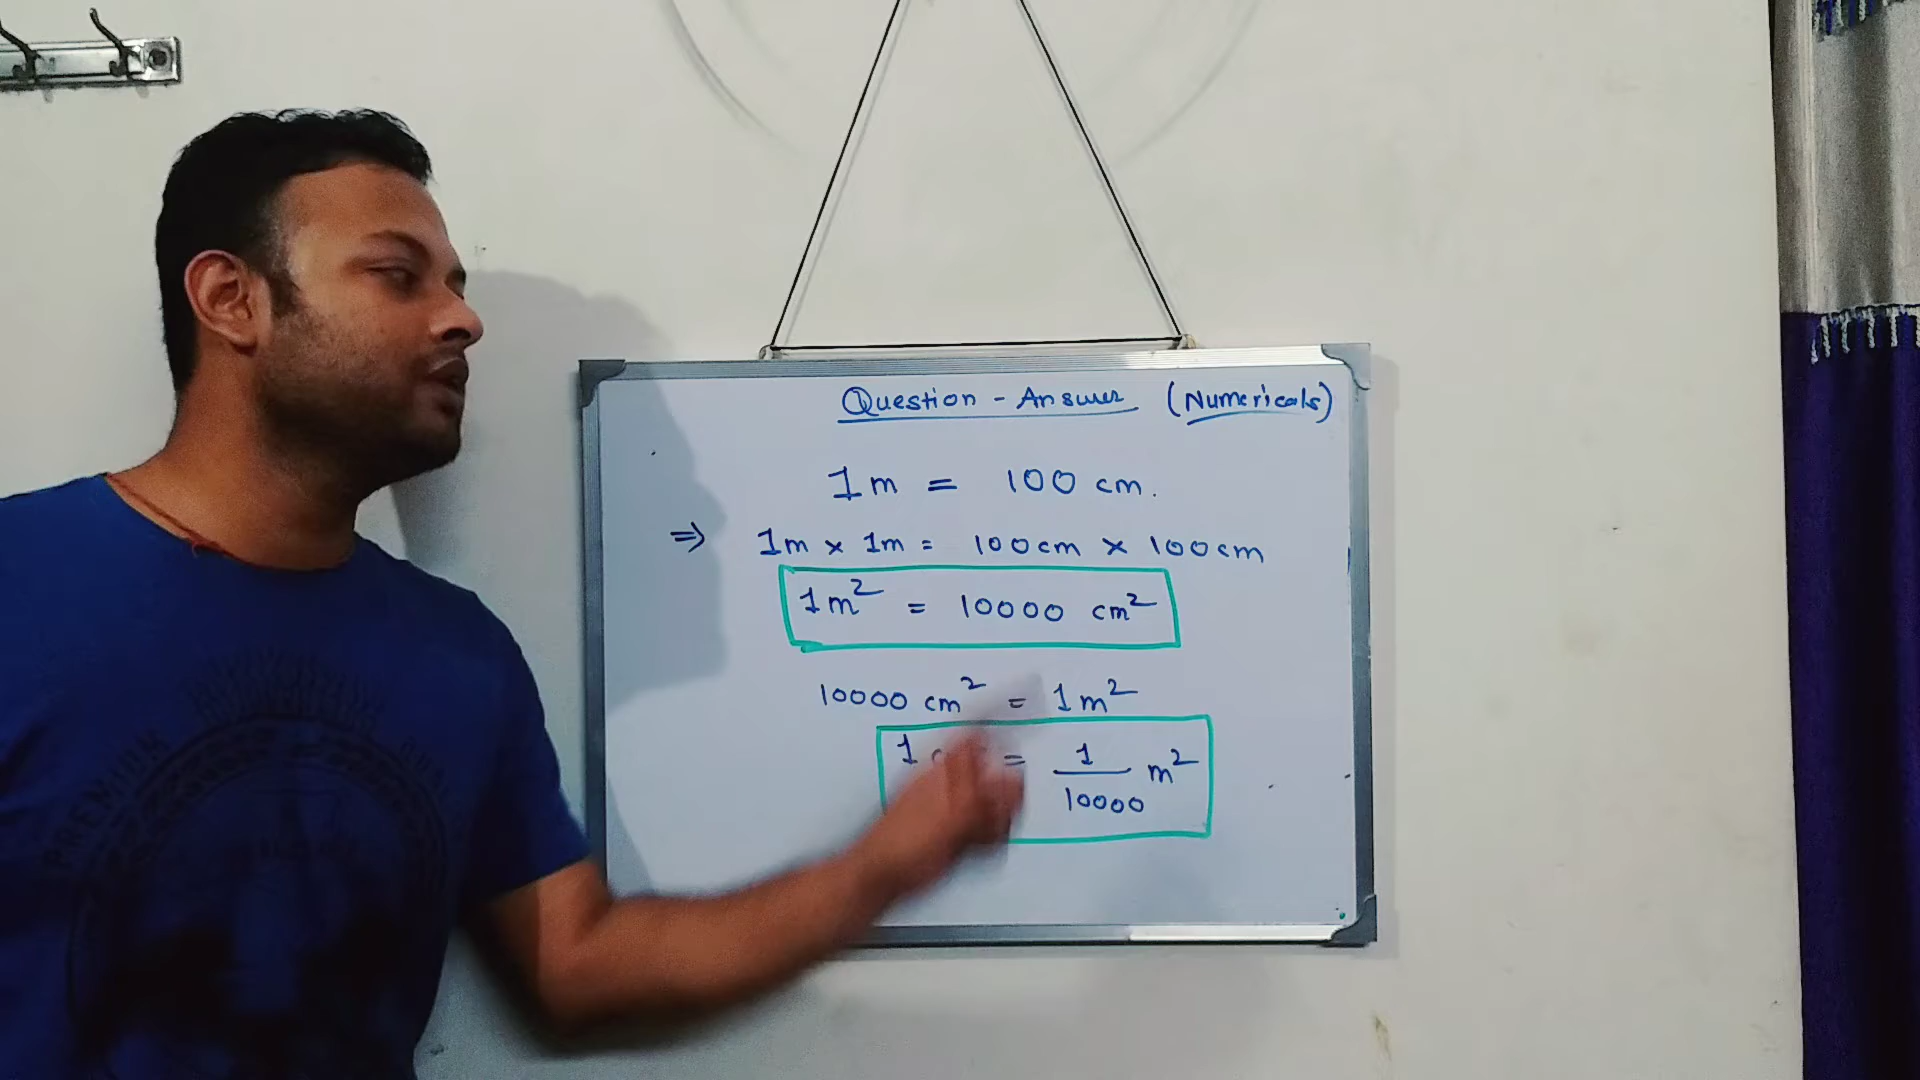 Question - Answer (Numericals)
1m = 100 cm.
⇒ 1m × 1m = 100cm × 100cm
1m² = 10000 cm²
10000 cm² = 1m²
1 = 1/10000 m²